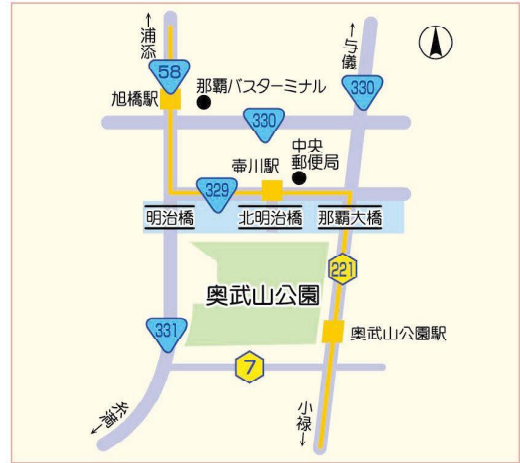 ←浦添
←与儀
58
那覇バスターミナル
330
旭橋駅
330
中央
郵便局
壷川駅
329
明治橋
北明治橋
那覇大橋
221
奥武山公園
331
奥武山公園駅
7
糸満→
小禄→